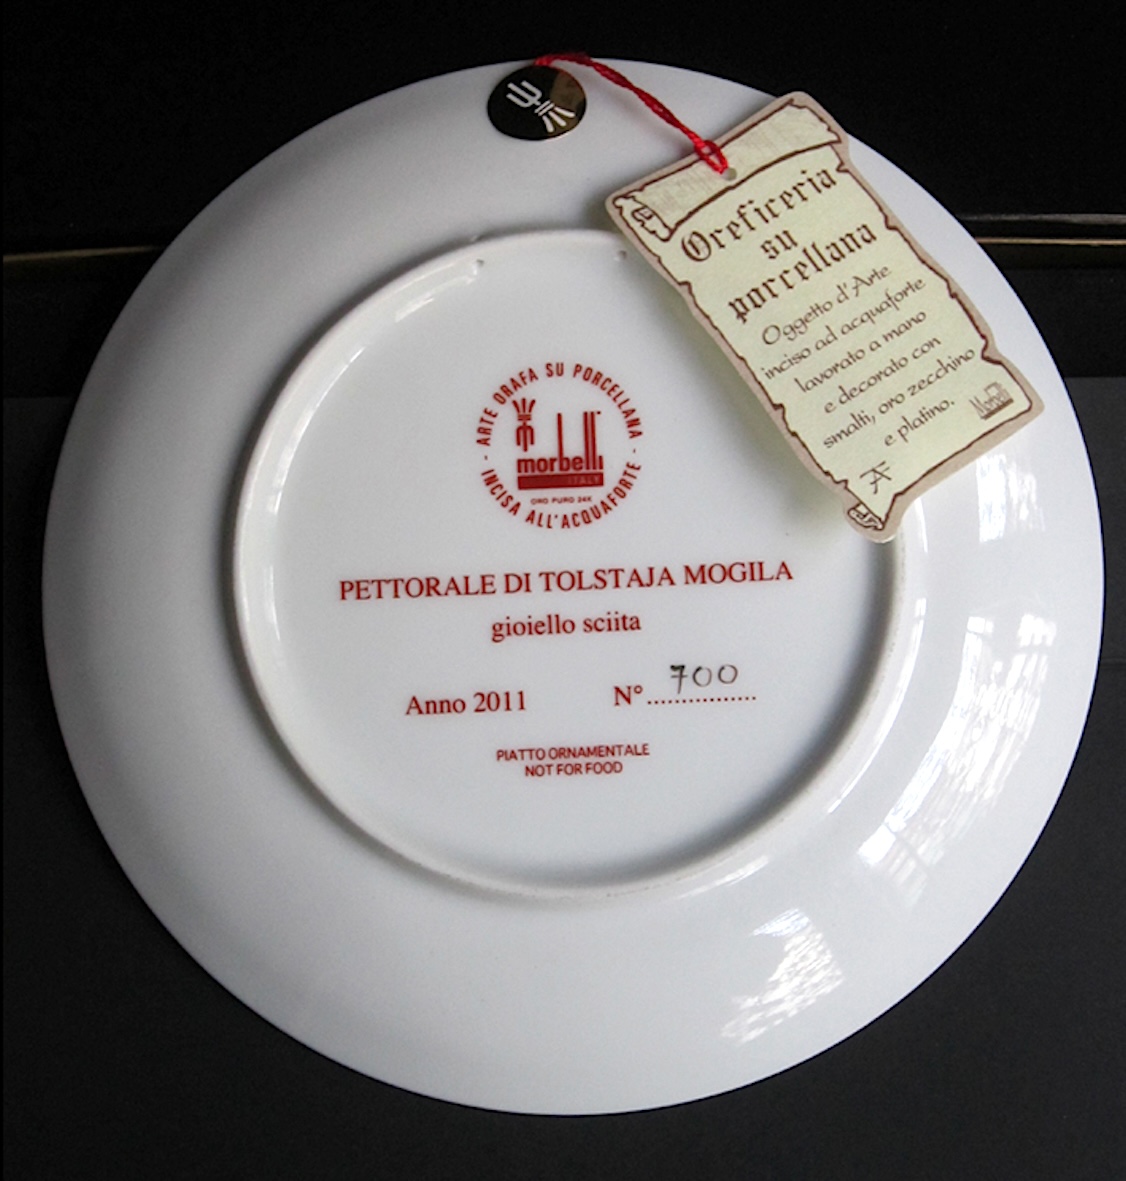 Oreficeria
su
porcellana
Oggetto d'Arte
inciso ad acquaforte
lavorato a mano
e decorato con
smalti, oro zecchino
e platino.
Morbelli
· ARTE ORAFA SU PORCELLANA ·
morbelli
ITALY
ORO PURO 24K
INCISA ALL'ACQUAFORTE
PETTORALE DI TOLSTAJA MOGILA
gioiello sciita
Anno 2011 N° 700
PIATTO ORNAMENTALE
NOT FOR FOOD